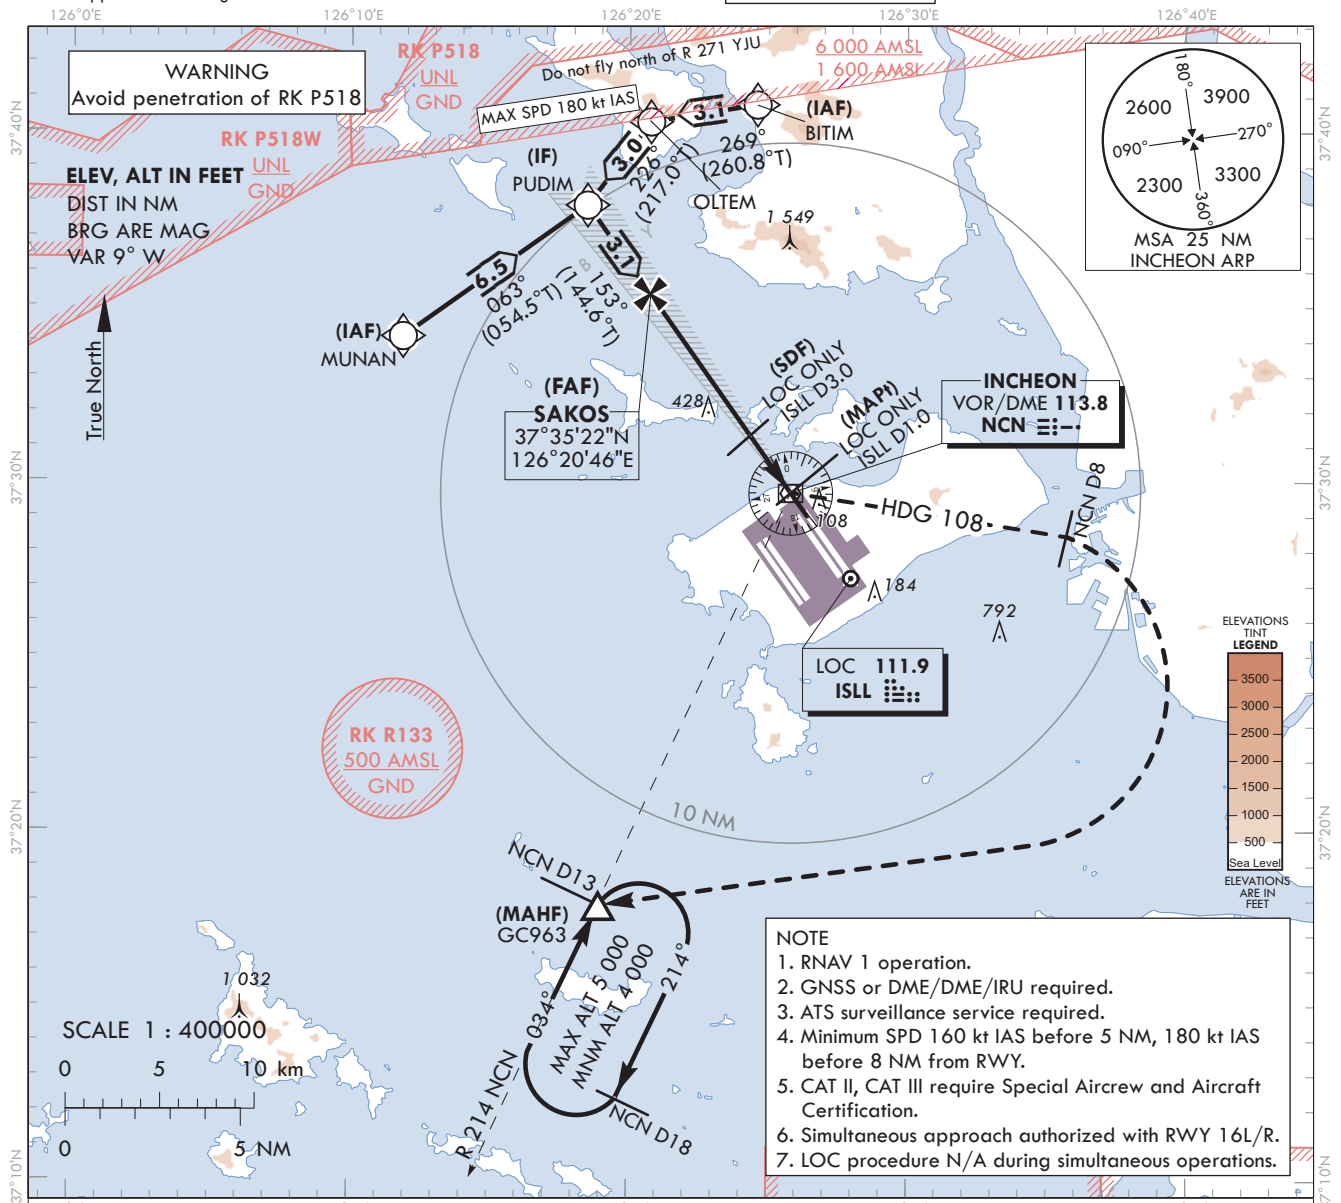 126°0'E
126°10'E
126°20'E
126°30'E
126°40'E
WARNING
Avoid penetration of RK P518
RK P518
UNL
GND
Do not fly north of R 271 YJU
6 000 AMSL
1 600 AMSL
MAX SPD 180 kt IAS
3.1
(IAF)
BITIM
269°
(260.8°T)
3.0
226°
(217.0°T)
OLTEM
RK P518W
UNL
GND
(IF)
PUDIM
180°
2600
3900
090°
270°
2300
3300
360°
MSA 25 NM
INCHEON ARP
37°40'N
37°40'N
ELEV, ALT IN FEET
DIST IN NM
BRG ARE MAG
VAR 9° W
True North
1 549
3.1
153°
(144.6°T)
B
6.5
063°
(054.5°T)
(IAF)
MUNAN
(FAF)
SAKOS
37°35'22"N
126°20'46"E
428
(SDF)
LOC ONLY
ISLL D3.0
(MAPt)
LOC ONLY
ISLL D1.0
INCHEON
VOR/DME 113.8
NCN
37°30'N
37°30'N
0
27
18
108
HDG 108
NCN D8
184
792
LOC 111.9
ISLL
RK R133
500 AMSL
GND
ELEVATIONS
TINT
LEGEND
3500
3000
2500
2000
1500
1000
500
Sea Level
ELEVATIONS
ARE IN
FEET
10 NM
37°20'N
37°20'N
NCN D13
(MAHF)
GC963
MAX ALT 5 000
MNM ALT 4 000
034°
214°
R 214 NCN
NCN D18
1 032
SCALE 1 : 400000
0 5 10 km
0 5 NM
37°10'N
37°10'N
NOTE
1. RNAV 1 operation.
2. GNSS or DME/DME/IRU required.
3. ATS surveillance service required.
4. Minimum SPD 160 kt IAS before 5 NM, 180 kt IAS
before 8 NM from RWY.
5. CAT II, CAT III require Special Aircrew and Aircraft
Certification.
6. Simultaneous approach authorized with RWY 16L/R.
7. LOC procedure N/A during simultaneous operations.